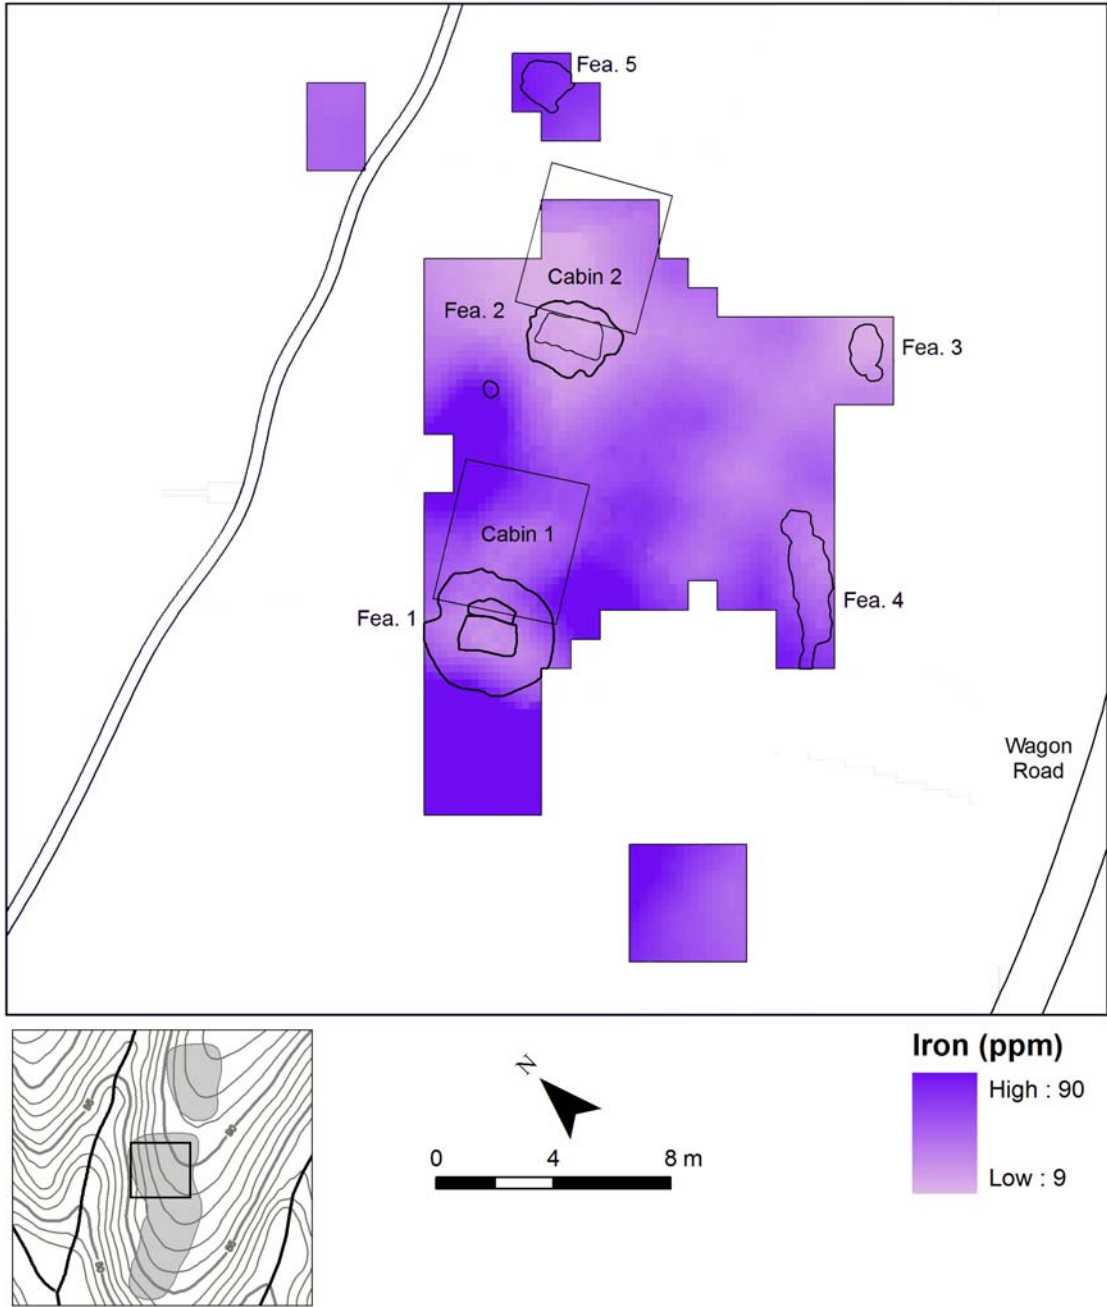 Fea. 5
Cabin 2
Fea. 2
Fea. 3
Cabin 1
Fea. 4
Fea. 1
Wagon
Road
N
0 4 8 m
Iron (ppm)
High : 90
Low : 9